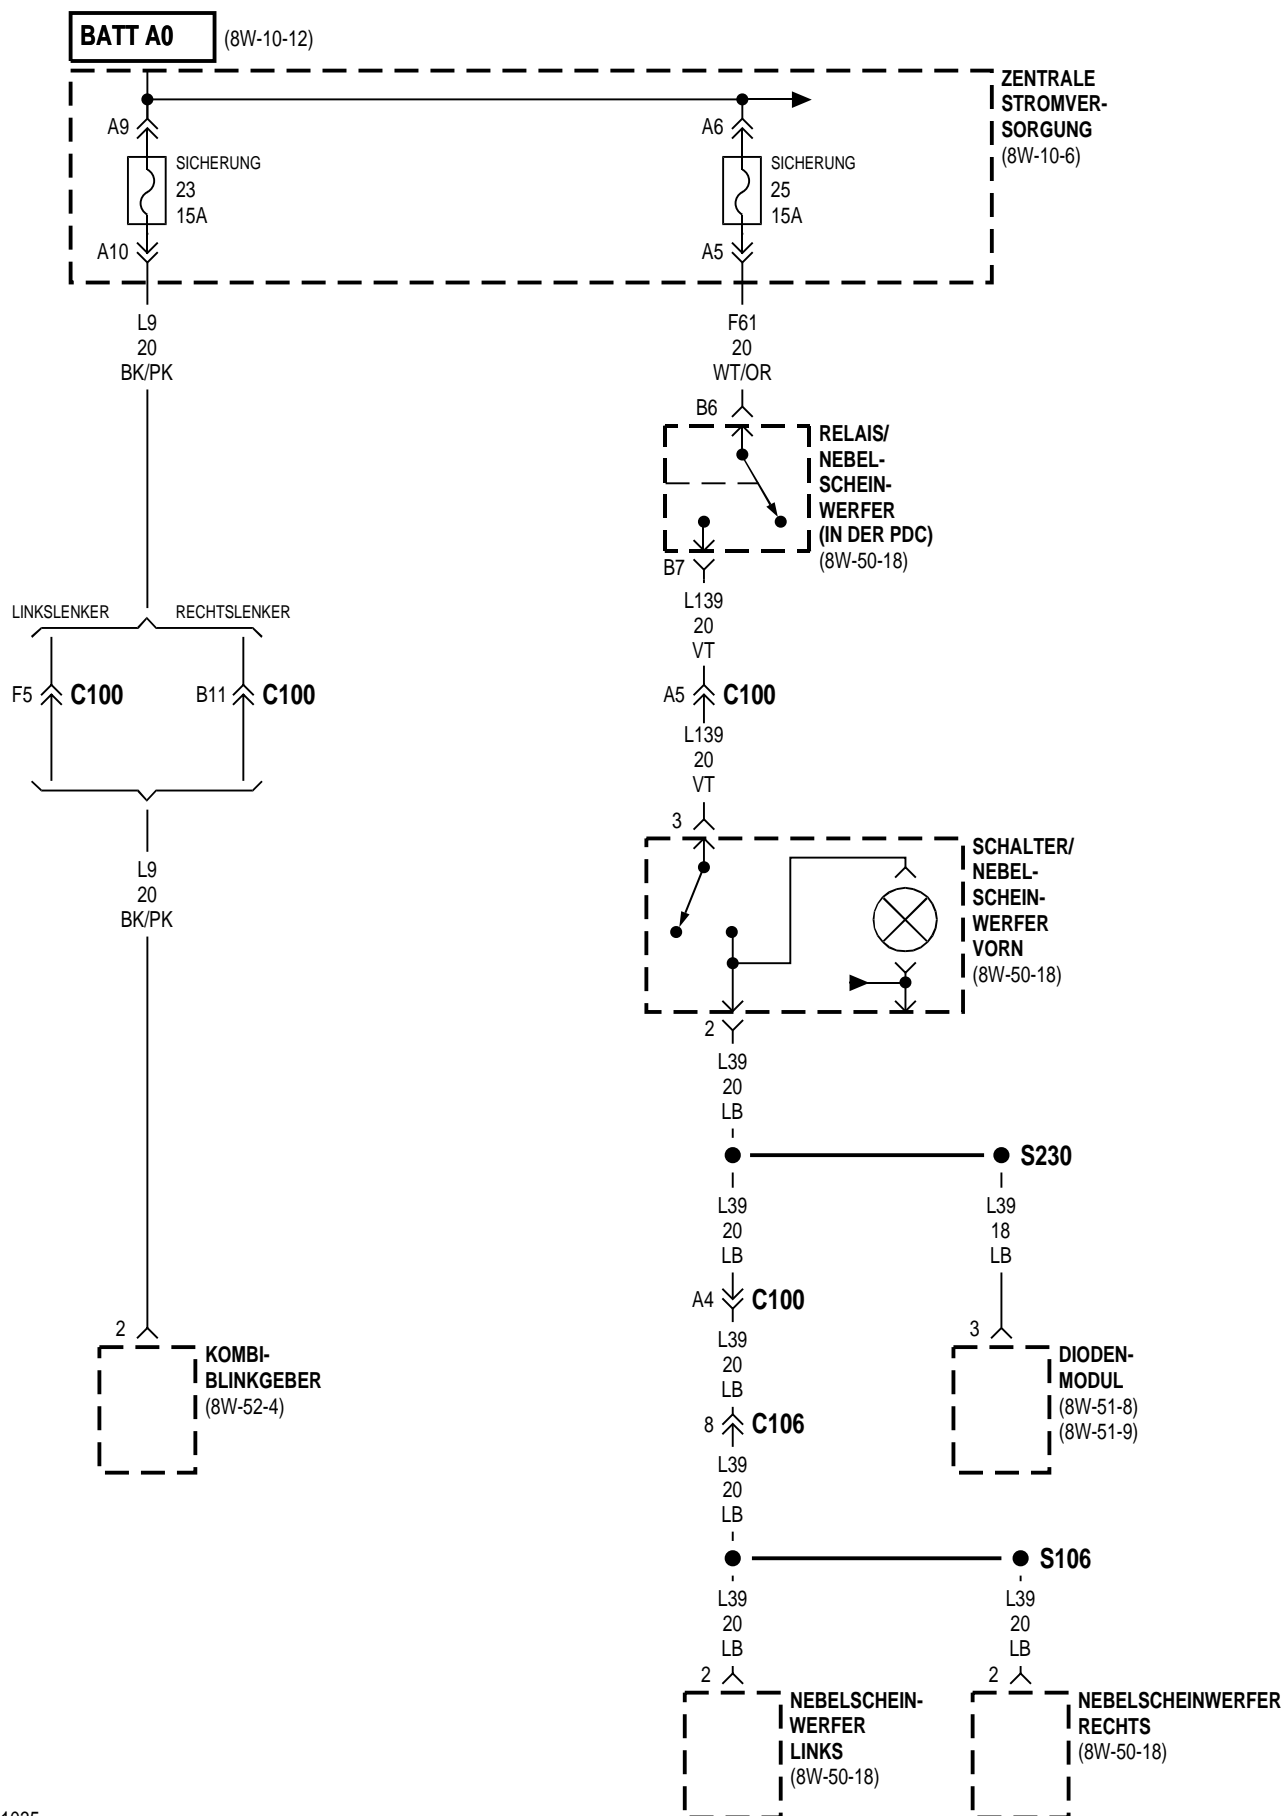 BATT A0
(8W-10-12)
ZENTRALE
STROMVER-
SORGUNG
(8W-10-6)
A9
SICHERUNG
23
15A
A10
A6
SICHERUNG
25
15A
A5
L9
20
BK/PK
F61
20
WT/OR
B6
RELAIS/
NEBEL-
SCHEIN-
WERFER
(IN DER PDC)
(8W-50-18)
B7
L139
20
VT
LINKSLENKER
RECHTSLENKER
F5
C100
B11
C100
A5
C100
L139
20
VT
3
SCHALTER/
NEBEL-
SCHEIN-
WERFER
VORN
(8W-50-18)
L9
20
BK/PK
2
L39
20
LB
S230
L39
20
LB
L39
18
LB
A4
C100
L39
20
LB
2
KOMBI-
BLINKGEBER
(8W-52-4)
3
DIODEN-
MODUL
(8W-51-8)
(8W-51-9)
8
C106
L39
20
LB
S106
L39
20
LB
L39
20
LB
2
NEBELSCHEIN-
WERFER
LINKS
(8W-50-18)
2
NEBELSCHEINWERFER
RECHTS
(8W-50-18)